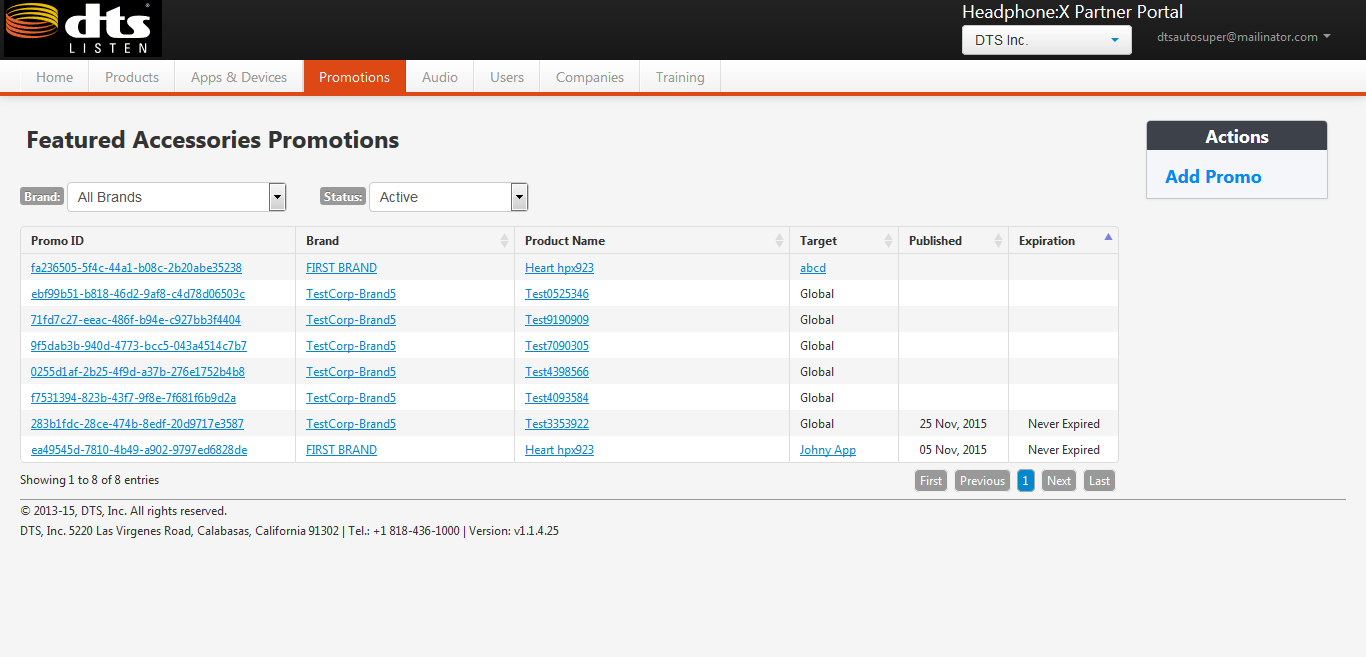 dts®
LISTEN
Headphone:X Partner Portal
DTS Inc.
dtsautosuper@mailinator.com
Home Products Apps & Devices Promotions Audio Users Companies Training
Featured Accessories Promotions
Actions
Add Promo
Brand: All Brands Status: Active
Promo ID Brand Product Name Target Published Expiration
fa236505-5f4c-44a1-b08c-2b20abe35238 FIRST BRAND Heart hpx923 abcd
ebf99b51-b818-46d2-9af8-c4d78d06503c TestCorp-Brand5 Test0525346 Global
71fd7c27-eeac-486f-b94e-c927bb3f4404 TestCorp-Brand5 Test9190909 Global
9f5dab3b-940d-4773-bcc5-043a4514c7b7 TestCorp-Brand5 Test7090305 Global
0255d1af-2b25-4f9d-a37b-276e1752b4b8 TestCorp-Brand5 Test4398566 Global
f7531394-823b-43f7-9f8e-7f681f6b9d2a TestCorp-Brand5 Test4093584 Global
283b1fdc-28ce-474b-8edf-20d9717e3587 TestCorp-Brand5 Test3353922 Global 25 Nov, 2015 Never Expired
ea49545d-7810-4b49-a902-9797ed6828de FIRST BRAND Heart hpx923 Johny App 05 Nov, 2015 Never Expired
Showing 1 to 8 of 8 entries
First Previous 1 Next Last
© 2013-15, DTS, Inc. All rights reserved.
DTS, Inc. 5220 Las Virgenes Road, Calabasas, California 91302 | Tel.: +1 818-436-1000 | Version: v1.1.4.25